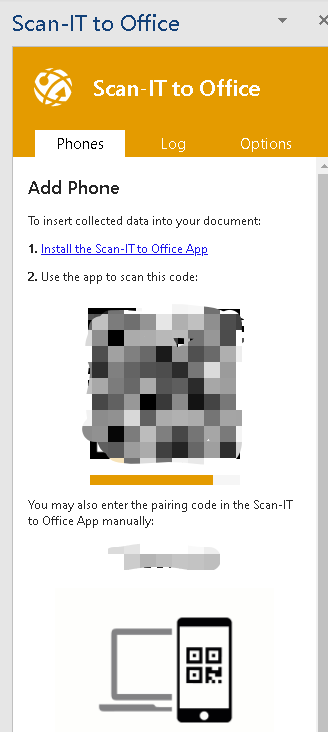 Scan-IT to Office
Scan-IT to Office
Phones Log Options
Add Phone
To insert collected data into your document:
1. Install the Scan-IT to Office App
2. Use the app to scan this code:
You may also enter the pairing code in the Scan-IT
to Office App manually: